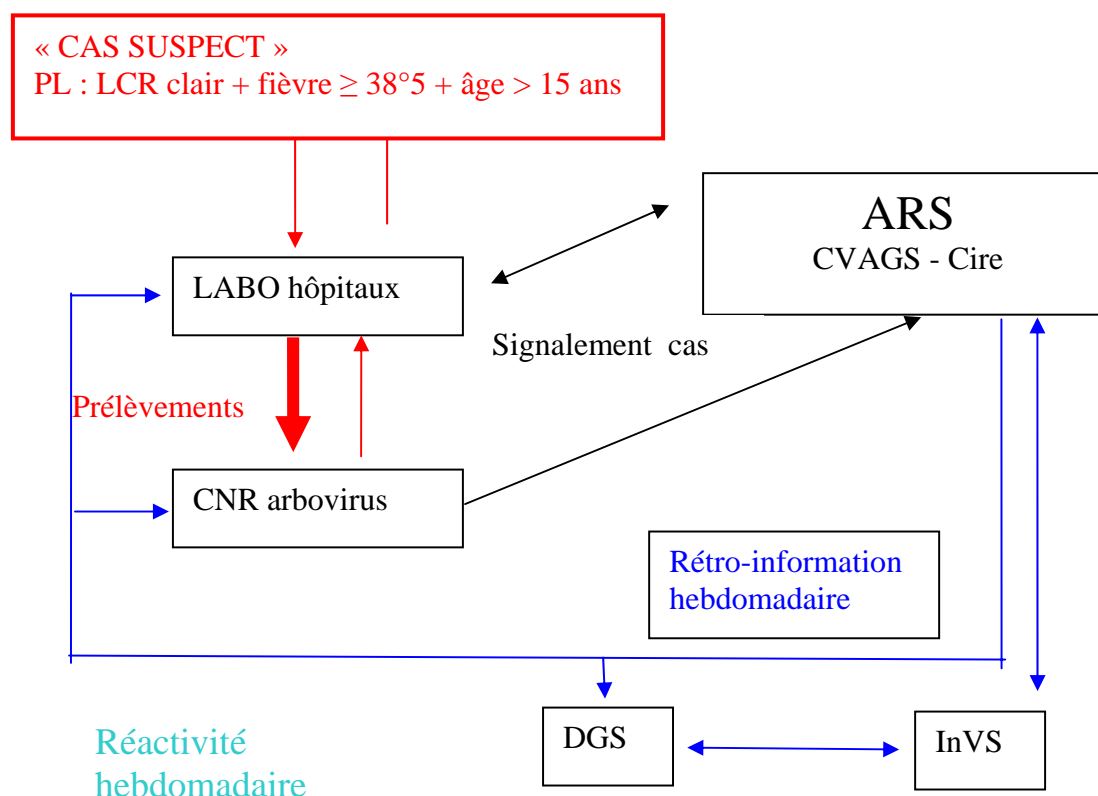 « CAS SUSPECT »
PL : LCR clair + fièvre ≥ 38°5 + âge > 15 ans
ARS
CVAGS - Cire
LABO hôpitaux
Signalement cas
Prélèvements
CNR arbovirus
Rétro-information
hebdomadaire
DGS
InVS
Réactivité
hebdomadaire